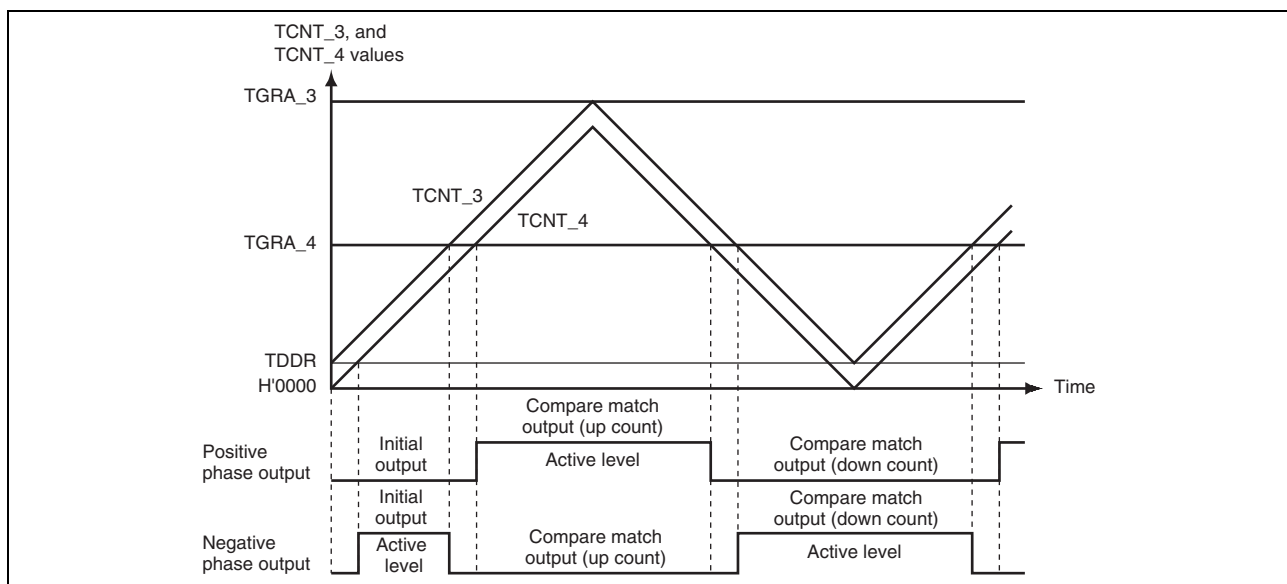 TCNT_3, and
TCNT_4 values
TGRA_3
TCNT_3
TCNT_4
TGRA_4
TDDR
H'0000
Time
Compare match
output (up count)
Positive
phase output
Initial
output
Active level
Compare match
output (down count)
Initial
output
Compare match
output (down count)
Negative
phase output
Active
level
Compare match
output (up count)
Active level